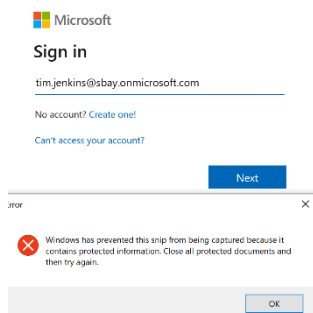 Microsoft
Sign in
tim.jenkins@sbay.onmicrosoft.com
No account? Create one!
Can't access your account?
Next
Error
Windows has prevented this snip from being captured because it
contains protected information. Close all protected documents and
then try again.
OK